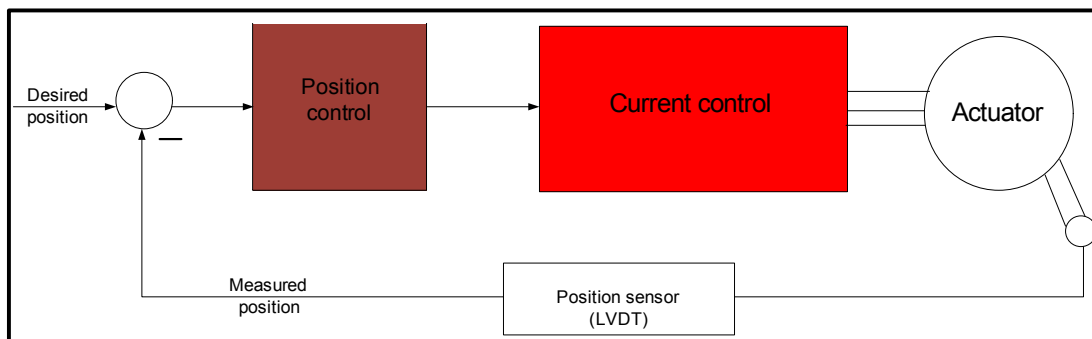 Desired
position
Position
control
Current control
Actuator
Measured
position
Position sensor
(LVDT)